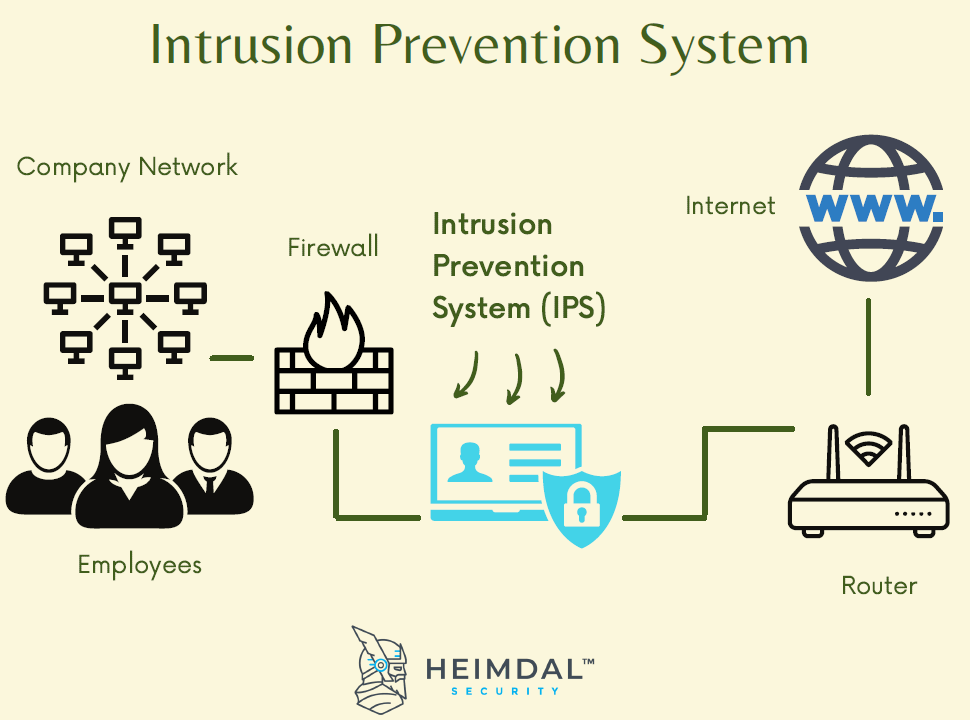 Intrusion Prevention System
Company Network
Internet
www.
Firewall
Intrusion
Prevention
System (IPS)
Employees
Router
HEIMDAL™
SECURITY